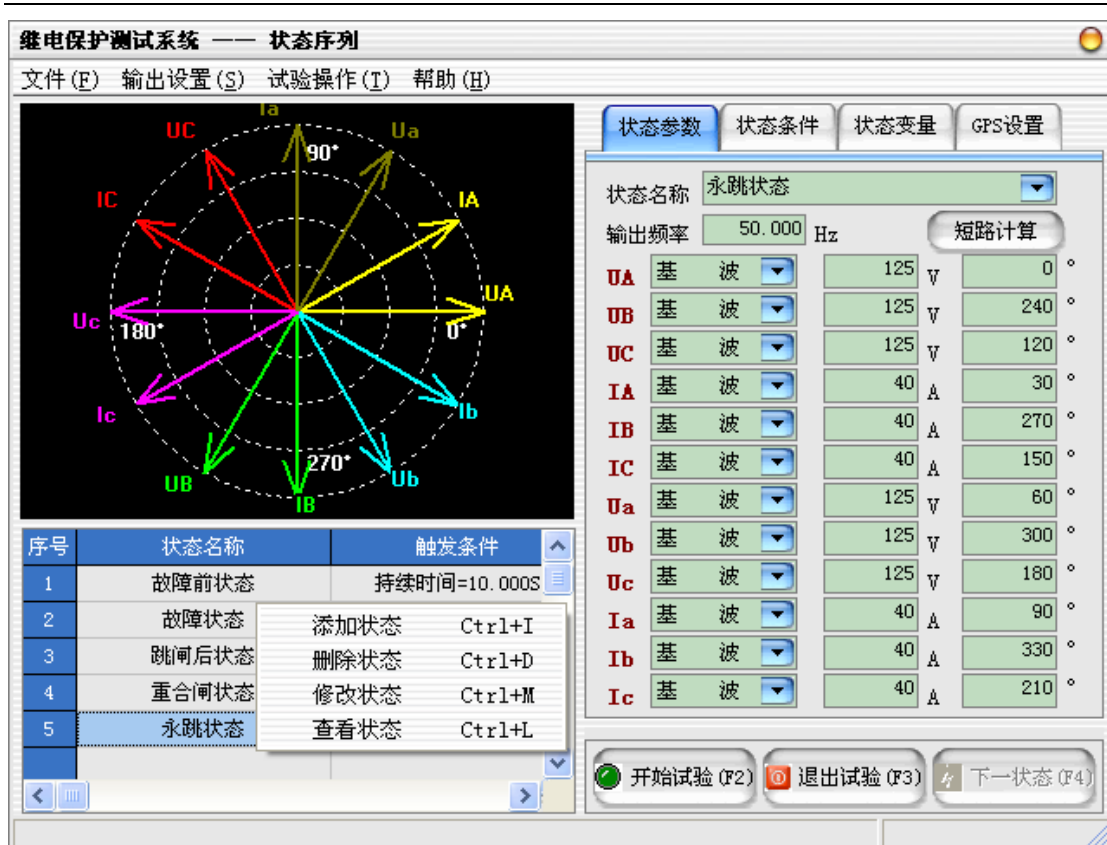 继电保护测试系统 —— 状态序列
文件(F) 输出设置(S) 试验操作(T) 帮助(H)
Ia
UC
Ua
90°
IC
IA
UA
Uc
180°
0°
Ic
Ib
270°
UB
Ub
IB
序号 状态名称 触发条件
1 故障前状态 持续时间=10.000S
2 故障状态
3 跳闸后状态
4 重合闸状态
5 永跳状态
添加状态 Ctrl+I
删除状态 Ctrl+D
修改状态 Ctrl+M
查看状态 Ctrl+L
状态参数 状态条件 状态变量 GPS设置
状态名称 永跳状态
输出频率 50.000 Hz 短路计算
UA 基 波 125 V 0 °
UB 基 波 125 V 240 °
UC 基 波 125 V 120 °
IA 基 波 40 A 30 °
IB 基 波 40 A 270 °
IC 基 波 40 A 150 °
Ua 基 波 125 V 60 °
Ub 基 波 125 V 300 °
Uc 基 波 125 V 180 °
Ia 基 波 40 A 90 °
Ib 基 波 40 A 330 °
Ic 基 波 40 A 210 °
开始试验(F2) 退出试验(F3) 下一状态(F4)